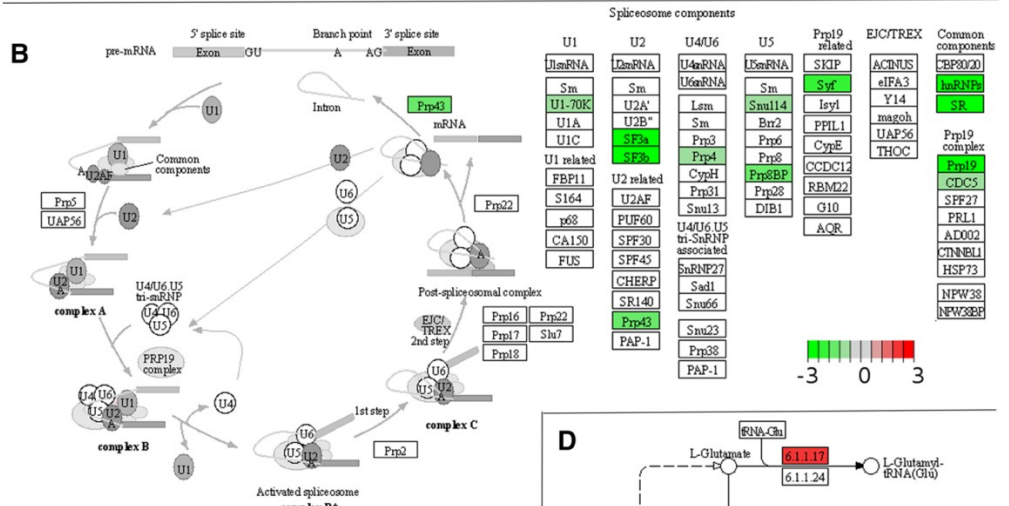 B
5' splice site
Branch point
3' splice site
pre-mRNA
Exon
GU
A
AG
Exon
U1
Intron
Prp43
mRNA
U1
A
U2AF
Common
components
Prp5
UAP56
U2
U2
U6
U5
Prp22
U1
U2
A
complex A
U4/U6.U5
tri-snRNP
U4
U6
U5
PRP19
complex
A
Post-spliceosomal complex
EJC/
TREX
2nd step
Prp16
Prp22
Prp17
Slu7
Prp18
U4
U6
U5
U2
U1
A
complex B
U4
U1
U6
U5
U2
A
complex C
1st step
Prp2
U6
U5
U2
A
Activated spliceosome
Spliceosome components
U1
U1snRNA
Sm
U1-70K
U1A
U1C
U1 related
FBP11
S164
p68
CA150
FUS
U2
U2snRNA
Sm
U2A'
U2B"
SF3a
SF3b
U2 related
U2AF
PUF60
SPF30
SPF45
CHERP
SR140
Prp43
PAP-1
U4/U6
U4snRNA
U6snRNA
Lsm
Sm
Prp3
Prp4
CypH
Prp31
Snu13
U4/U6.U5
tri-SnRNP
associated
SnRNP27
Sad1
Snu66
Snu23
Prp38
PAP-1
U5
U5snRNA
Sm
Snu114
Brr2
Prp6
Prp8
Prp8BP
Prp28
DIB1
Prp19
related
SKIP
Syf
Isy1
PPIL1
CypE
CCDC12
RBM22
G10
AQR
EJC/TREX
ACINUS
eIFA3
Y14
magoh
UAP56
THOC
Common
components
CBP80/20
hnRNPs
SR
Prp19
complex
Prp19
CDC5
SPF27
PRL1
AD002
CTNNBL1
HSP73
NPW38
NPW38BP
-3
0
3
D
tRNA-Glu
L-Glutamate
6.1.1.17
6.1.1.24
L-Glutamyl-
tRNA(Glu)